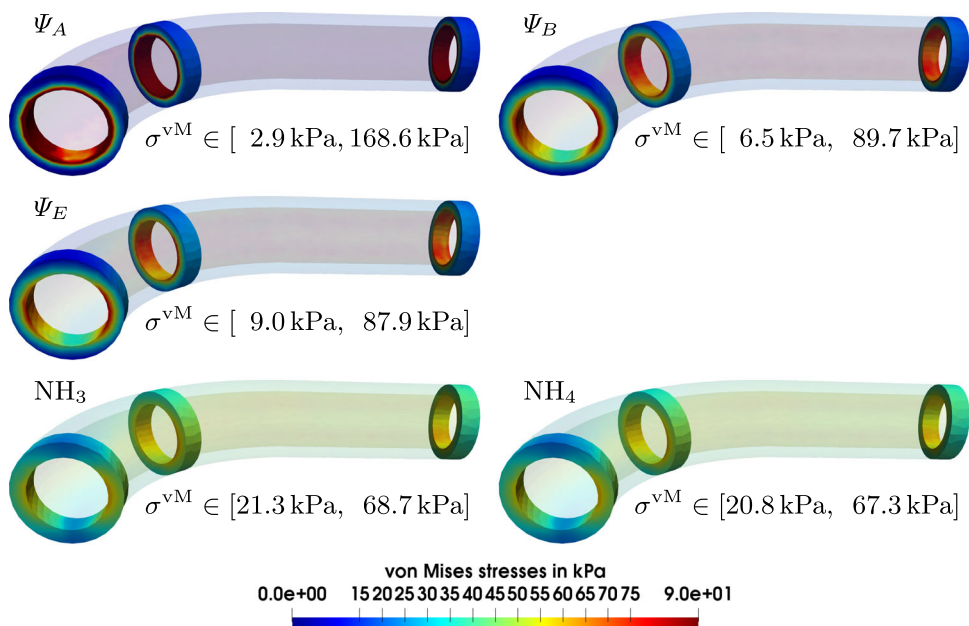 Ψ_A
Ψ_B
σ^vM ∈ [ 2.9 kPa, 168.6 kPa]
σ^vM ∈ [ 6.5 kPa, 89.7 kPa]
Ψ_E
σ^vM ∈ [ 9.0 kPa, 87.9 kPa]
NH₃
NH₄
σ^vM ∈ [21.3 kPa, 68.7 kPa]
σ^vM ∈ [20.8 kPa, 67.3 kPa]
von Mises stresses in kPa
0.0e+00 15 20 25 30 35 40 45 50 55 60 65 70 75 9.0e+01